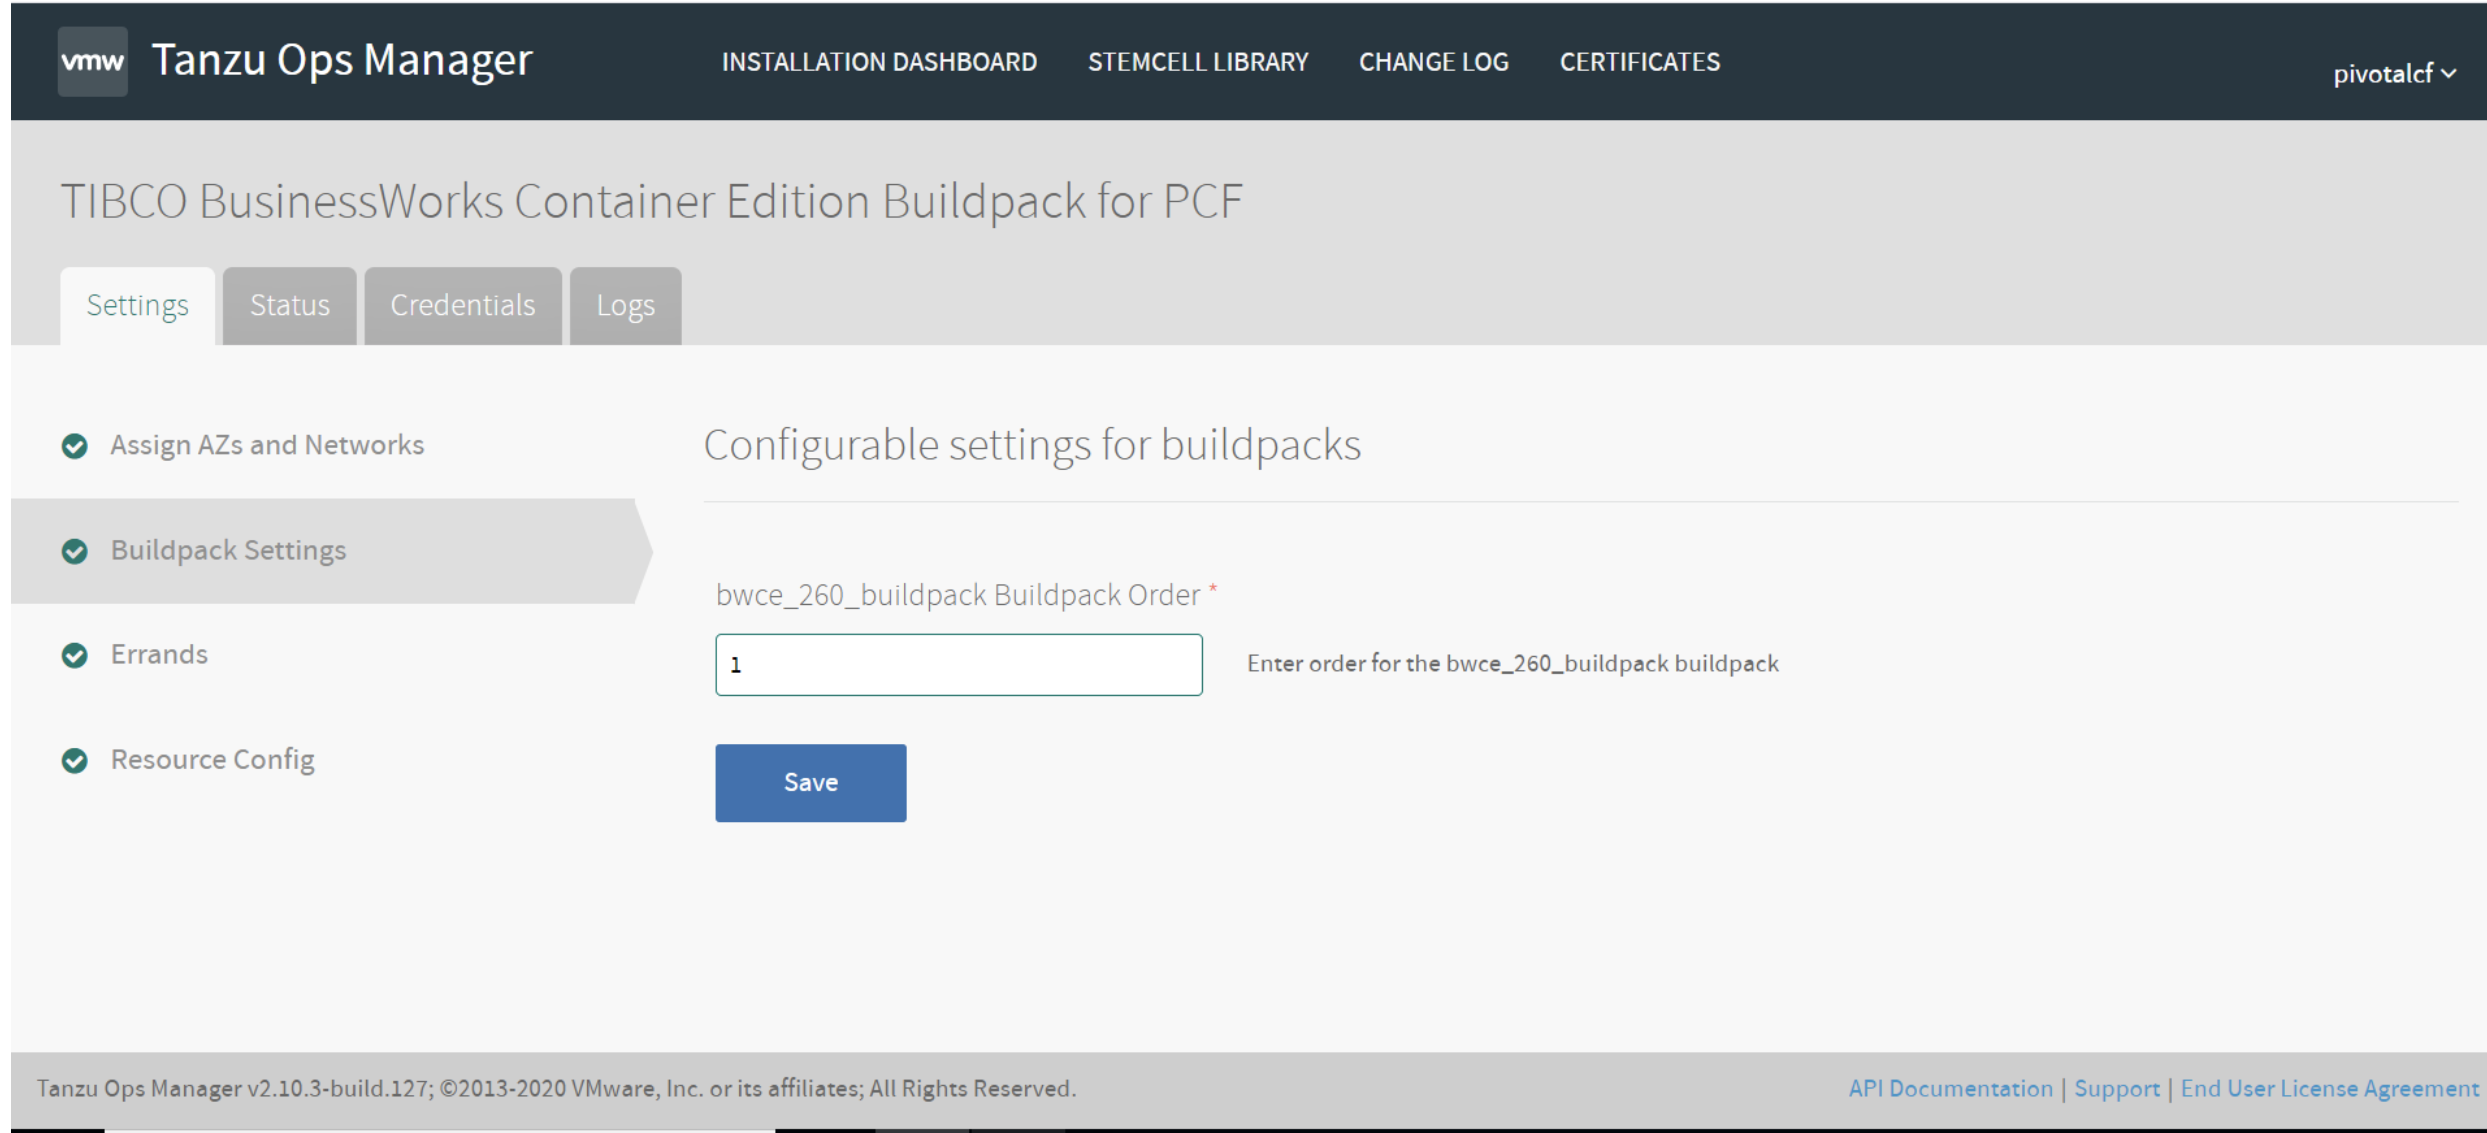 vmw Tanzu Ops Manager INSTALLATION DASHBOARD STEMCELL LIBRARY CHANGE LOG CERTIFICATES pivotalcf
TIBCO BusinessWorks Container Edition Buildpack for PCF
Settings Status Credentials Logs
Assign AZs and Networks
Buildpack Settings
Errands
Resource Config
Configurable settings for buildpacks
bwce_260_buildpack Buildpack Order *
1 Enter order for the bwce_260_buildpack buildpack
Save
Tanzu Ops Manager v2.10.3-build.127; ©2013-2020 VMware, Inc. or its affiliates; All Rights Reserved. API Documentation | Support | End User License Agreement